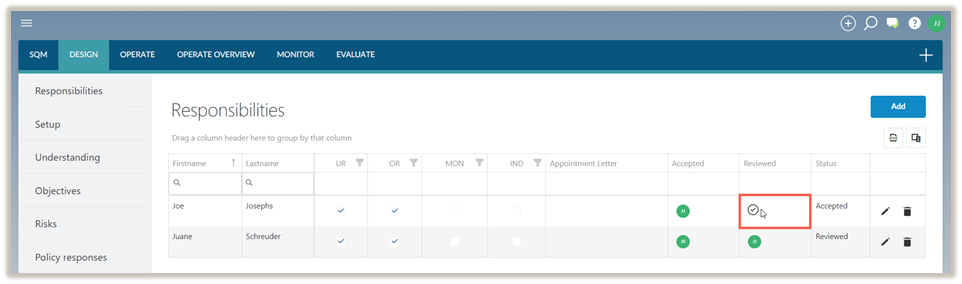 JJ
SQM DESIGN OPERATE OPERATE OVERVIEW MONITOR EVALUATE
Responsibilities
Setup
Understanding
Objectives
Risks
Policy responses
Responsibilities
Add
Drag a column header here to group by that column
Firstname Lastname UR OR MON IND Appointment Letter Accepted Reviewed Status
Joe Josephs JJ Accepted
Juane Schreuder JS JJ Reviewed